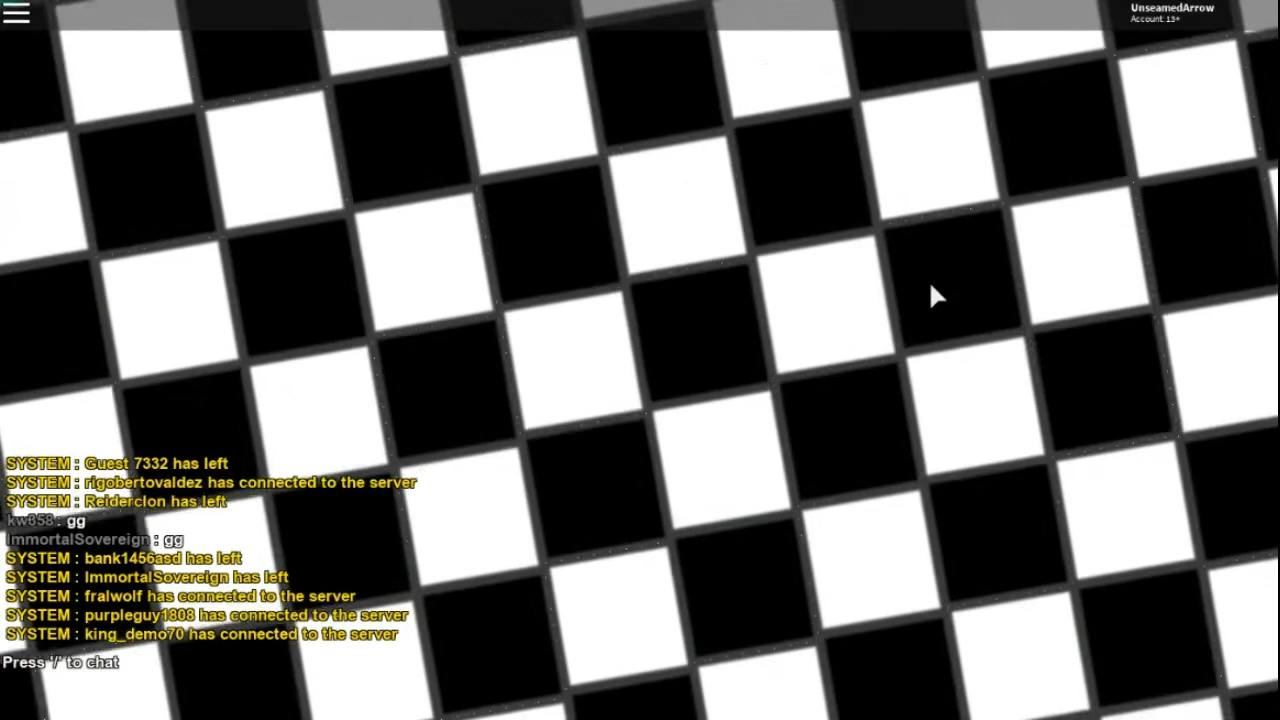 UnseamedArrow
Account: 13+
SYSTEM : Guest 7332 has left
SYSTEM : rigobertovaldez has connected to the server
SYSTEM : Reiderclon has left
kw858 : gg
ImmortalSovereign : gg
SYSTEM : bank1456asd has left
SYSTEM : ImmortalSovereign has left
SYSTEM : fralwolf has connected to the server
SYSTEM : purpleguy1808 has connected to the server
SYSTEM : king_demo70 has connected to the server
Press '/' to chat